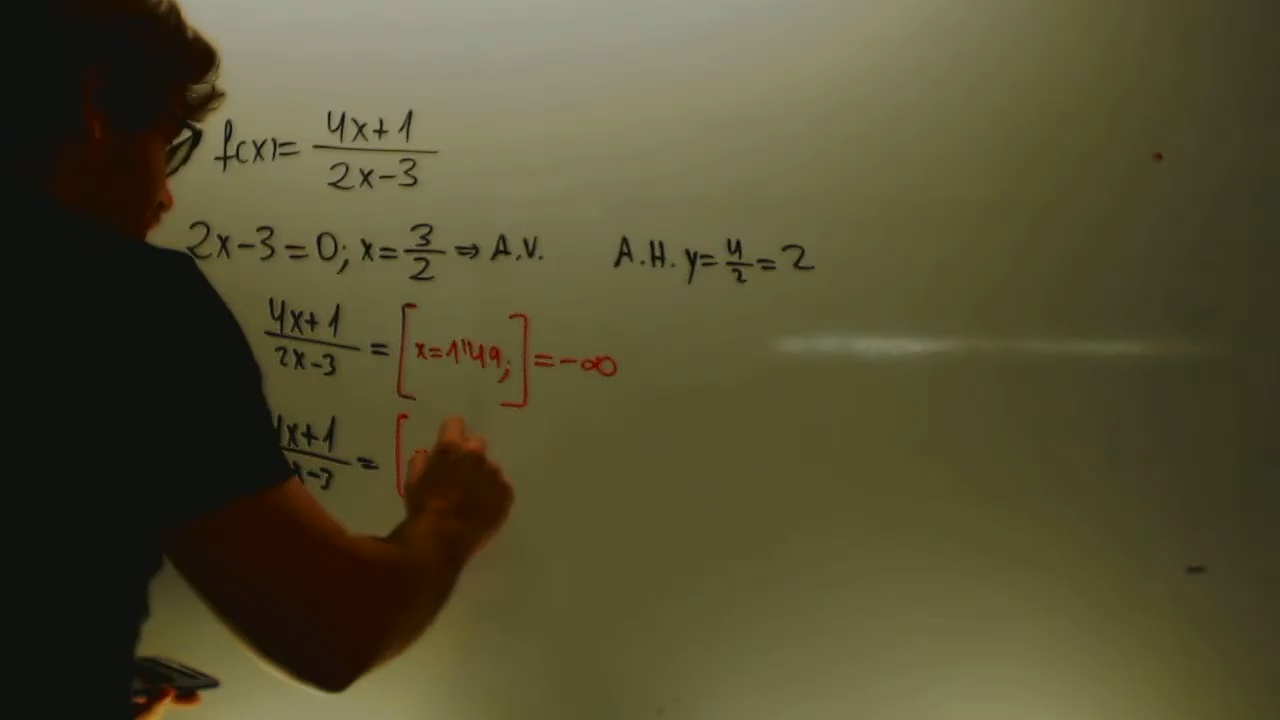 f(x)= 4x+1 / 2x-3
2x-3=0; x=3/2 ⇒ A.V. A.H. y=4/2=2
4x+1 / 2x-3 = [x=1'49;] =-∞
4x+1 / x-3 = [